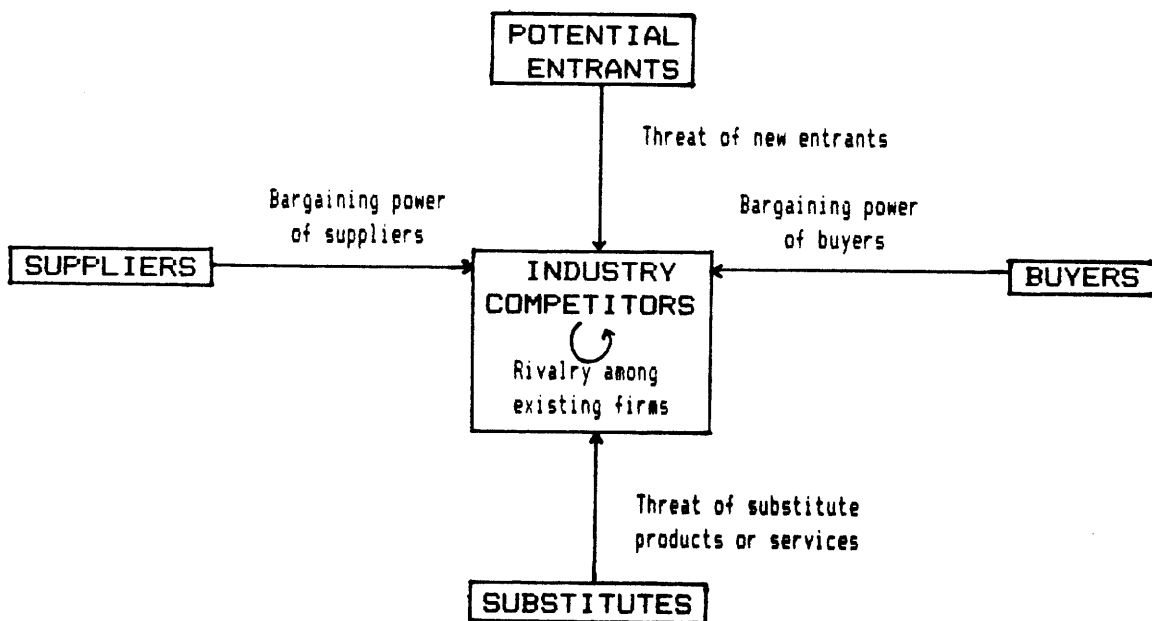 POTENTIAL
ENTRANTS
Threat of new entrants
Bargaining power
of suppliers
Bargaining power
of buyers
SUPPLIERS
INDUSTRY
COMPETITORS
Rivalry among
existing firms
BUYERS
Threat of substitute
products or services
SUBSTITUTES